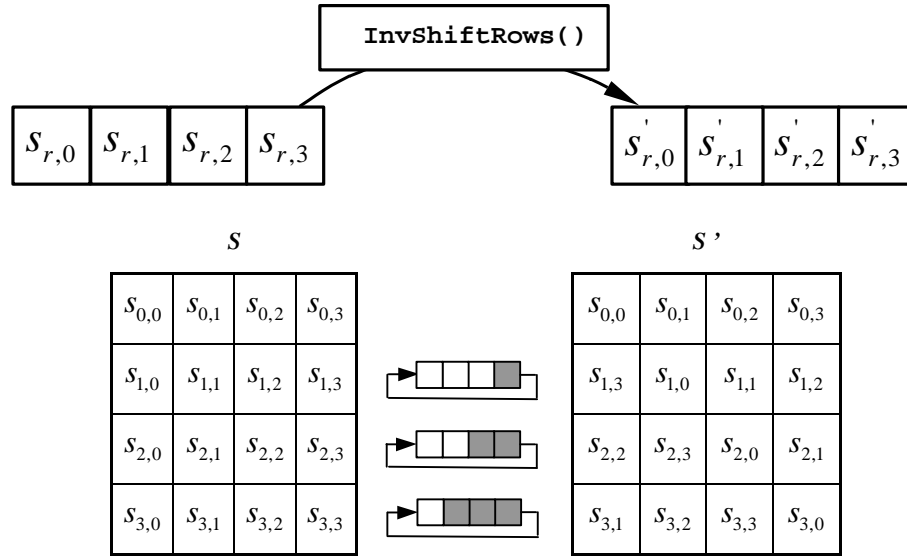 InvShiftRows()
S_{r,0} S_{r,1} S_{r,2} S_{r,3} S'_{r,0} S'_{r,1} S'_{r,2} S'_{r,3}
S S'
S_{0,0} S_{0,1} S_{0,2} S_{0,3} S_{0,0} S_{0,1} S_{0,2} S_{0,3}
S_{1,0} S_{1,1} S_{1,2} S_{1,3} S_{1,3} S_{1,0} S_{1,1} S_{1,2}
S_{2,0} S_{2,1} S_{2,2} S_{2,3} S_{2,2} S_{2,3} S_{2,0} S_{2,1}
S_{3,0} S_{3,1} S_{3,2} S_{3,3} S_{3,1} S_{3,2} S_{3,3} S_{3,0}